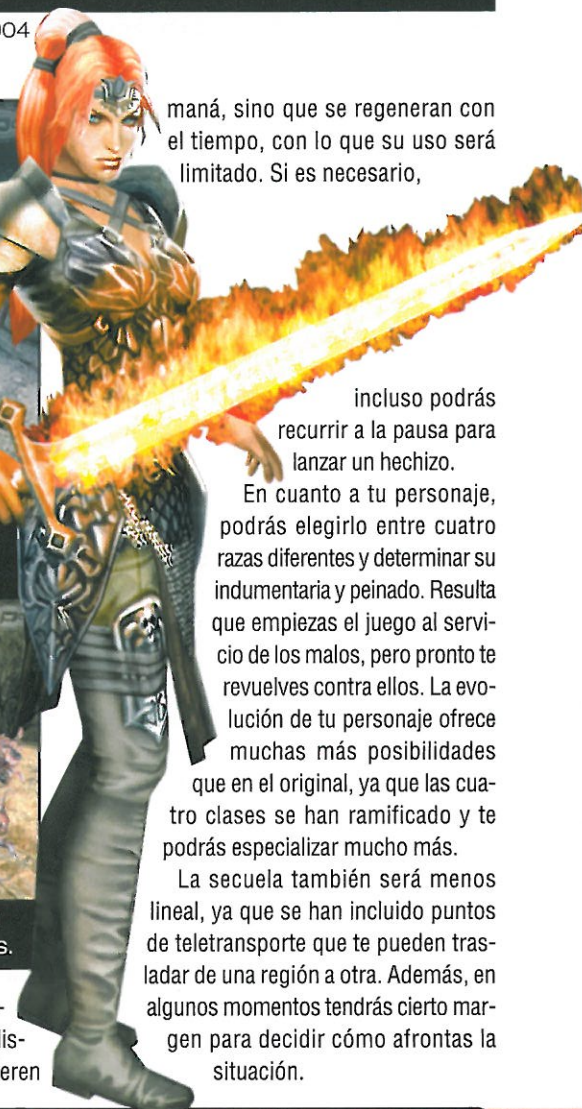 004
maná, sino que se regeneran con
el tiempo, con lo que su uso será
limitado. Si es necesario,
incluso podrás
recurrir a la pausa para
lanzar un hechizo.
En cuanto a tu personaje,
podrás elegirlo entre cuatro
razas diferentes y determinar su
indumentaria y peinado. Resulta
que empiezas el juego al servi-
cio de los malos, pero pronto te
revuelves contra ellos. La evo-
lución de tu personaje ofrece
muchas más posibilidades
que en el original, ya que las cua-
tro clases se han ramificado y te
podrás especializar mucho más.
La secuela también será menos
lineal, ya que se han incluido puntos
de teletransporte que te pueden tras-
ladar de una región a otra. Además, en
algunos momentos tendrás cierto mar-
gen para decidir cómo afrontas la
situación.
s.
-
lis-
eren